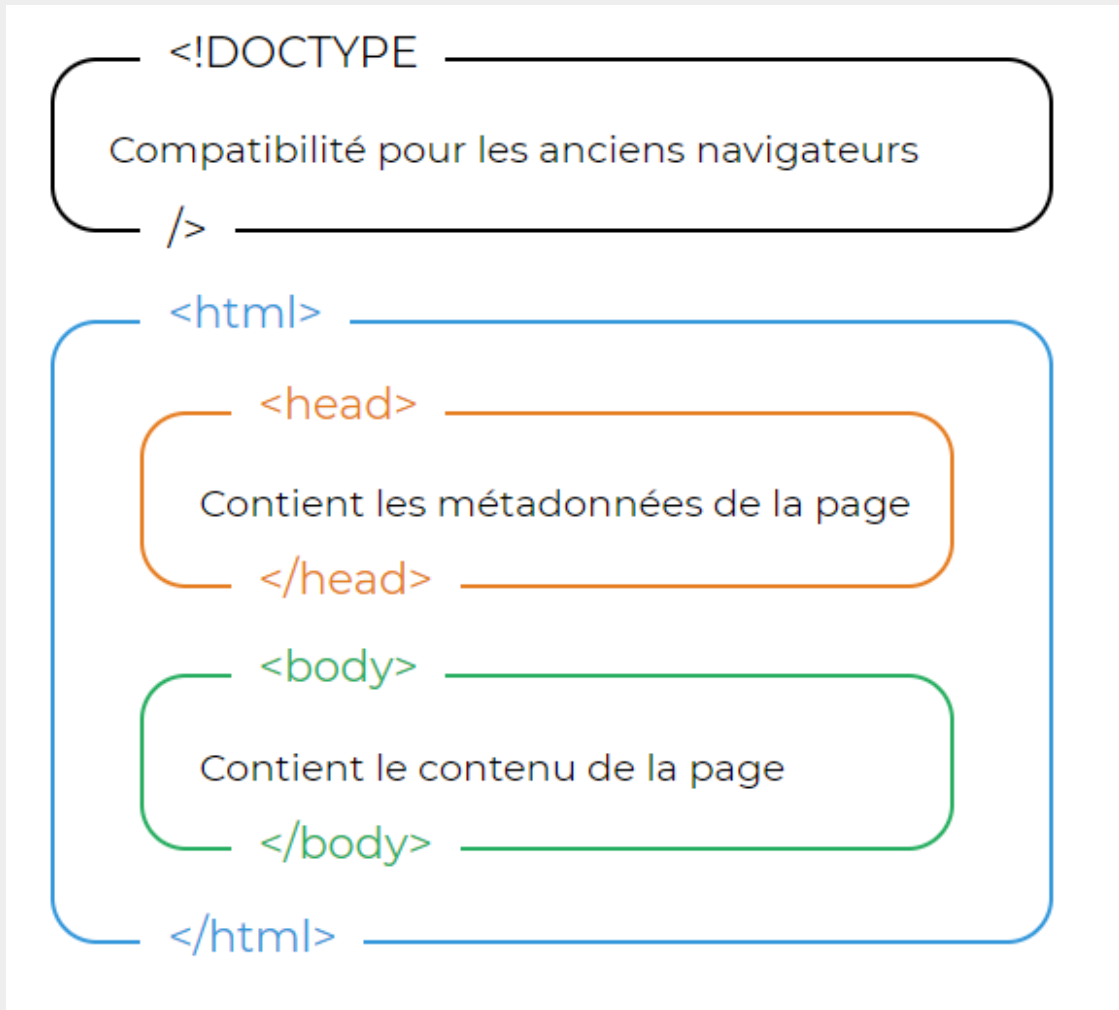 <!DOCTYPE
Compatibilité pour les anciens navigateurs
/>
<html>
<head>
Contient les métadonnées de la page
</head>
<body>
Contient le contenu de la page
</body>
</html>